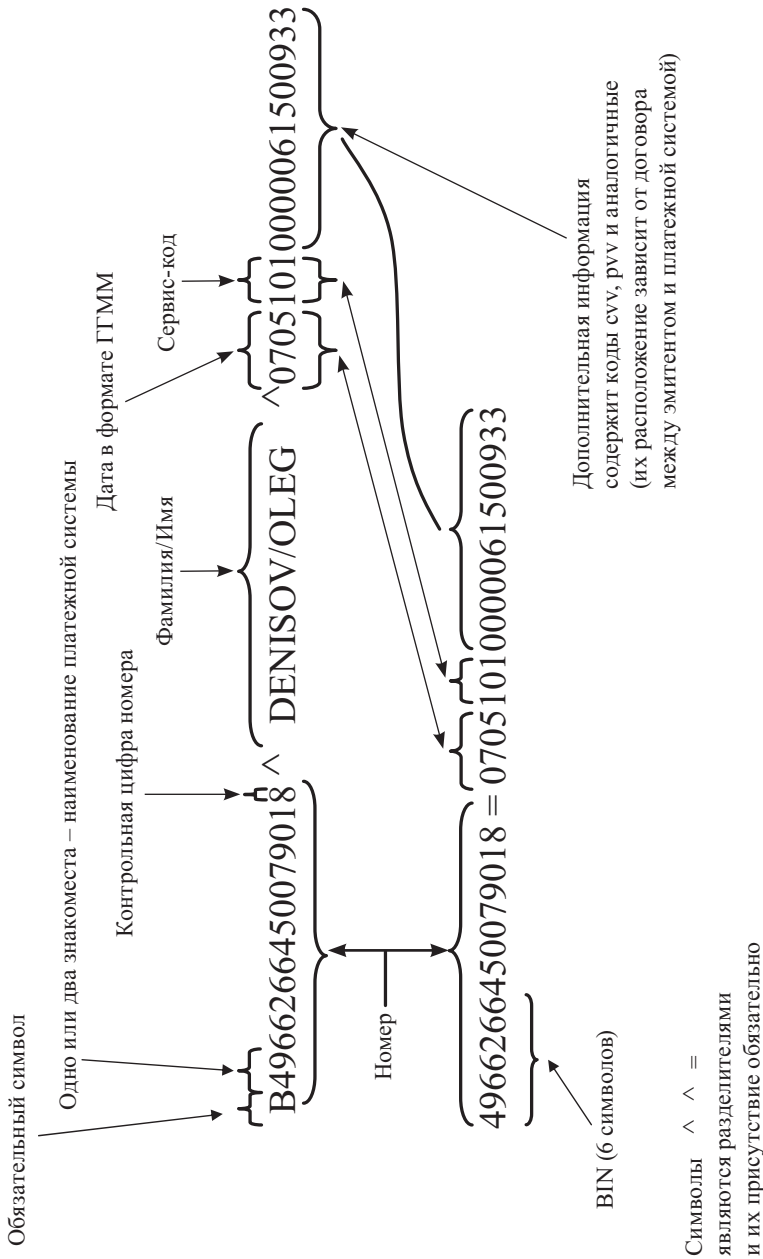 Обязательный символ
Одно или два знакоместа – наименование платежной системы
Контрольная цифра номера
Фамилия/Имя
Дата в формате ГГММ
Сервис-код
B4966266450079018 ^ DENISOV/OLEG ^07051010000061500933
Номер
4966266450079018 = 07051010000061500933
BIN (6 символов)
Дополнительная информация
содержит коды cvv, pvv и аналогичные
(их расположение зависит от договора
между эмитентом и платежной системой)
Символы ^ ^ =
являются разделителями
и их присутствие обязательно